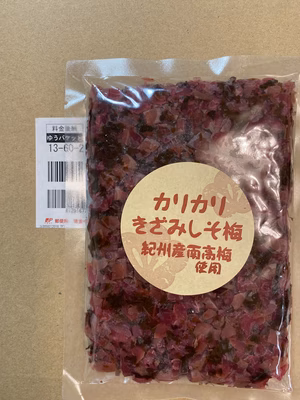 料金後納
ゆうパケット
13-60-2
カリカリ
きざみしそ梅
紀州産南高梅
使用